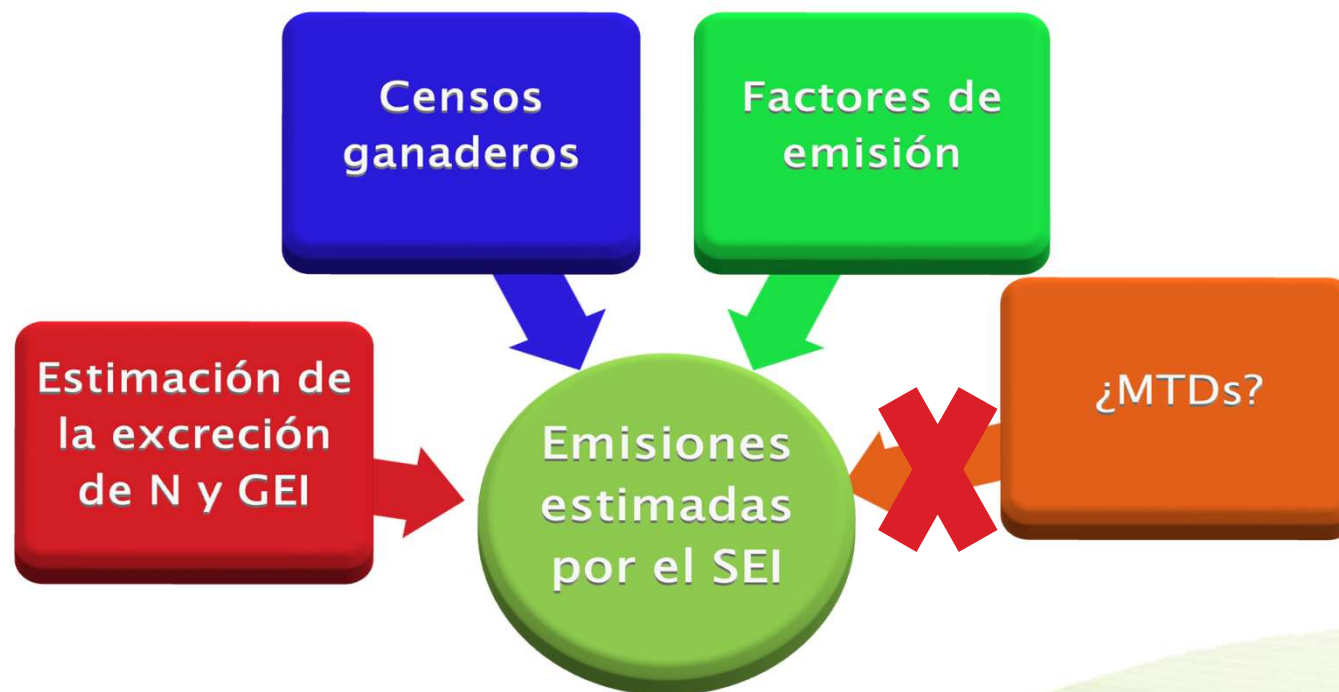 Censos
ganaderos
Factores de
emisión
Estimación de
la excreción
de N y GEI
¿MTDs?
Emisiones
estimadas
por el SEI